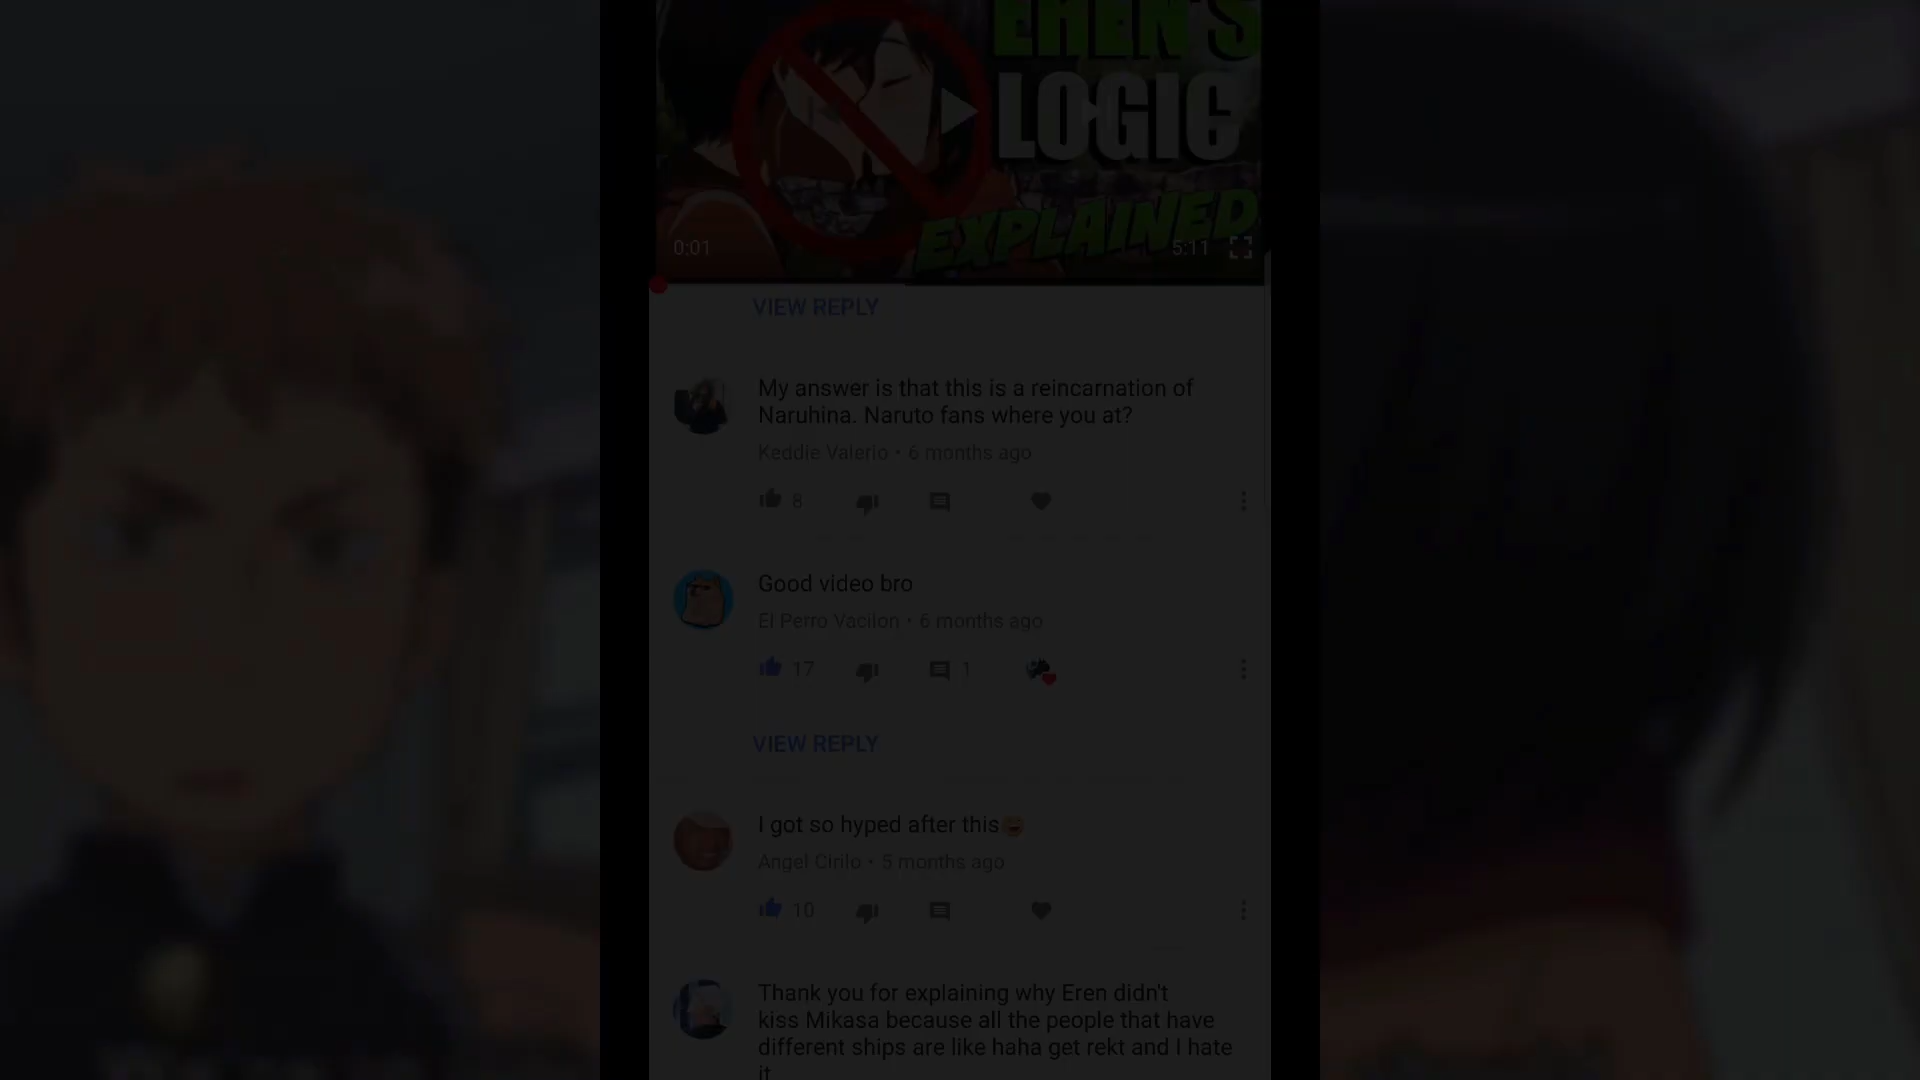 EREN'S
LOGIC
EXPLAINED
0:01
5:11
VIEW REPLY
My answer is that this is a reincarnation of
Naruhina. Naruto fans where you at?
Keddie Valerio • 6 months ago
8
Good video bro
El Perro Vacilon • 6 months ago
17
1
VIEW REPLY
I got so hyped after this😄
Angel Cirilo • 5 months ago
10
Thank you for explaining why Eren didn't
kiss Mikasa because all the people that have
different ships are like haha get rekt and I hate
it